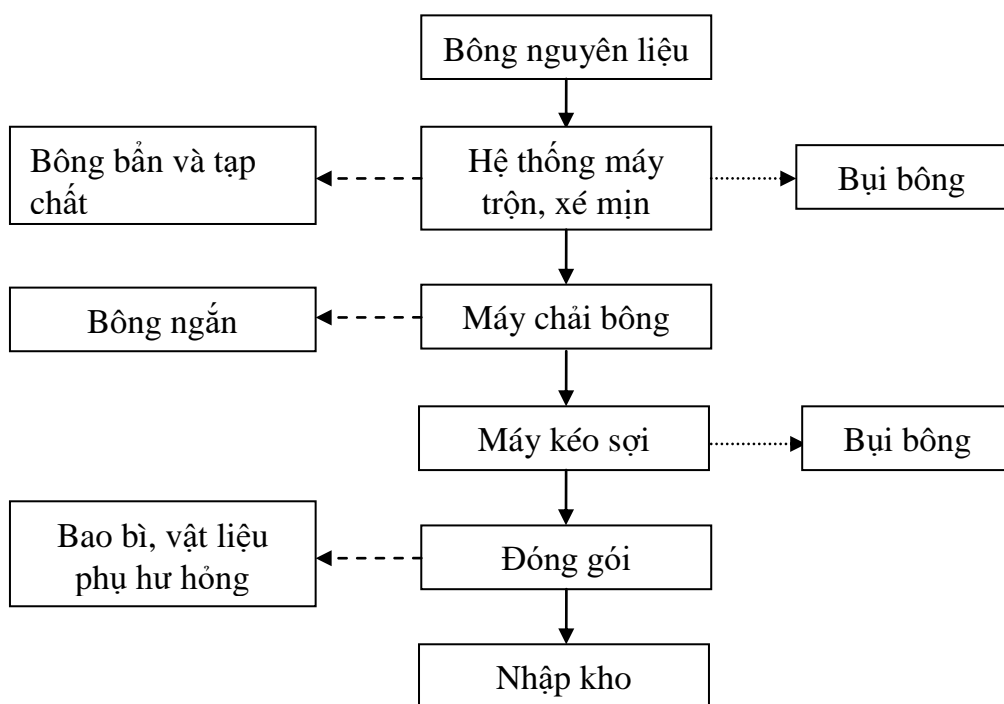 Bông nguyên liệu
Bông bẩn và tạp
chất
Hệ thống máy
trộn, xé mịn
Bụi bông
Bông ngắn
Máy chải bông
Máy kéo sợi
Bụi bông
Bao bì, vật liệu
phụ hư hỏng
Đóng gói
Nhập kho